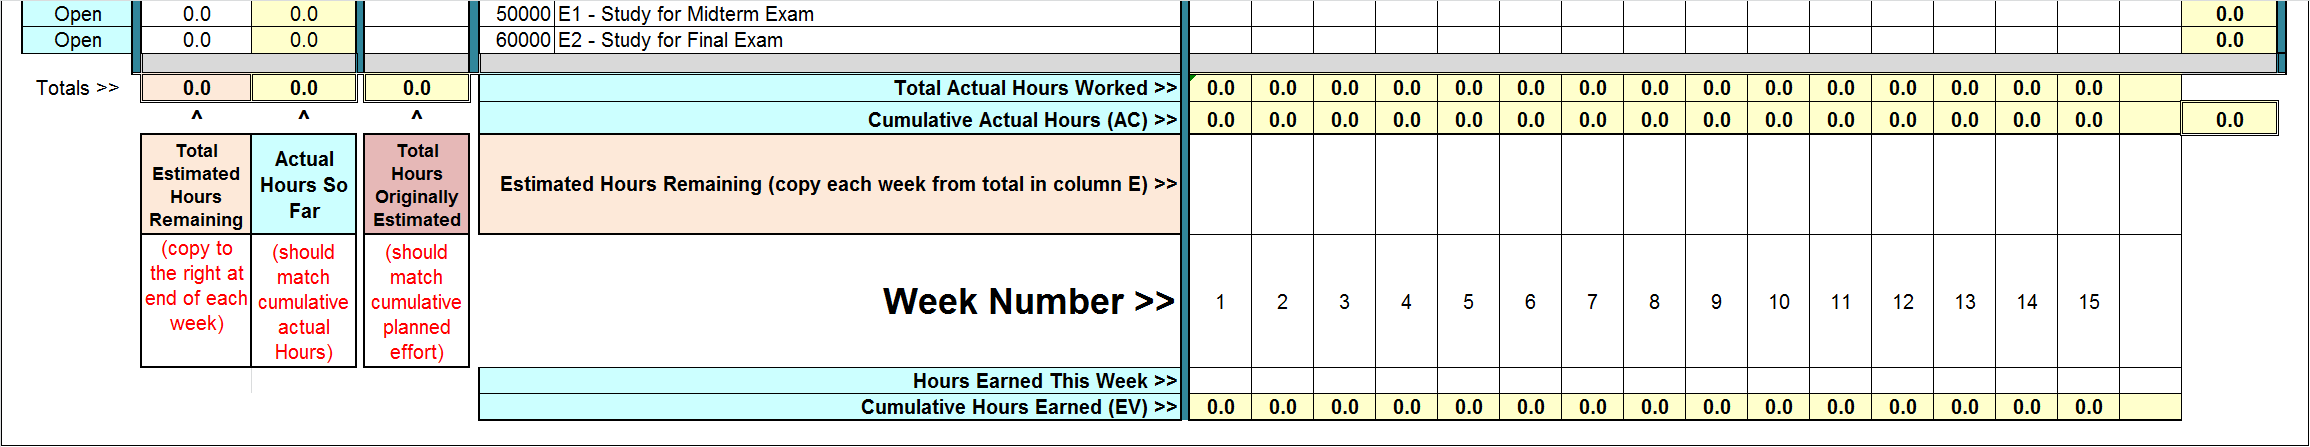 Open 0.0 0.0 50000 E1 - Study for Midterm Exam 0.0
Open 0.0 0.0 60000 E2 - Study for Final Exam 0.0
Totals >> 0.0 0.0 0.0 Total Actual Hours Worked >> 0.0 0.0 0.0 0.0 0.0 0.0 0.0 0.0 0.0 0.0 0.0 0.0 0.0 0.0 0.0
^ ^ ^ Cumulative Actual Hours (AC) >> 0.0 0.0 0.0 0.0 0.0 0.0 0.0 0.0 0.0 0.0 0.0 0.0 0.0 0.0 0.0 0.0
Total
Estimated
Hours
Remaining
Actual
Hours So
Far
Total
Hours
Originally
Estimated
Estimated Hours Remaining (copy each week from total in column E) >>
(copy to
the right at
end of each
week)
(should
match
cumulative
actual
Hours)
(should
match
cumulative
planned
effort)
Week Number >> 1 2 3 4 5 6 7 8 9 10 11 12 13 14 15
Hours Earned This Week >>
Cumulative Hours Earned (EV) >> 0.0 0.0 0.0 0.0 0.0 0.0 0.0 0.0 0.0 0.0 0.0 0.0 0.0 0.0 0.0